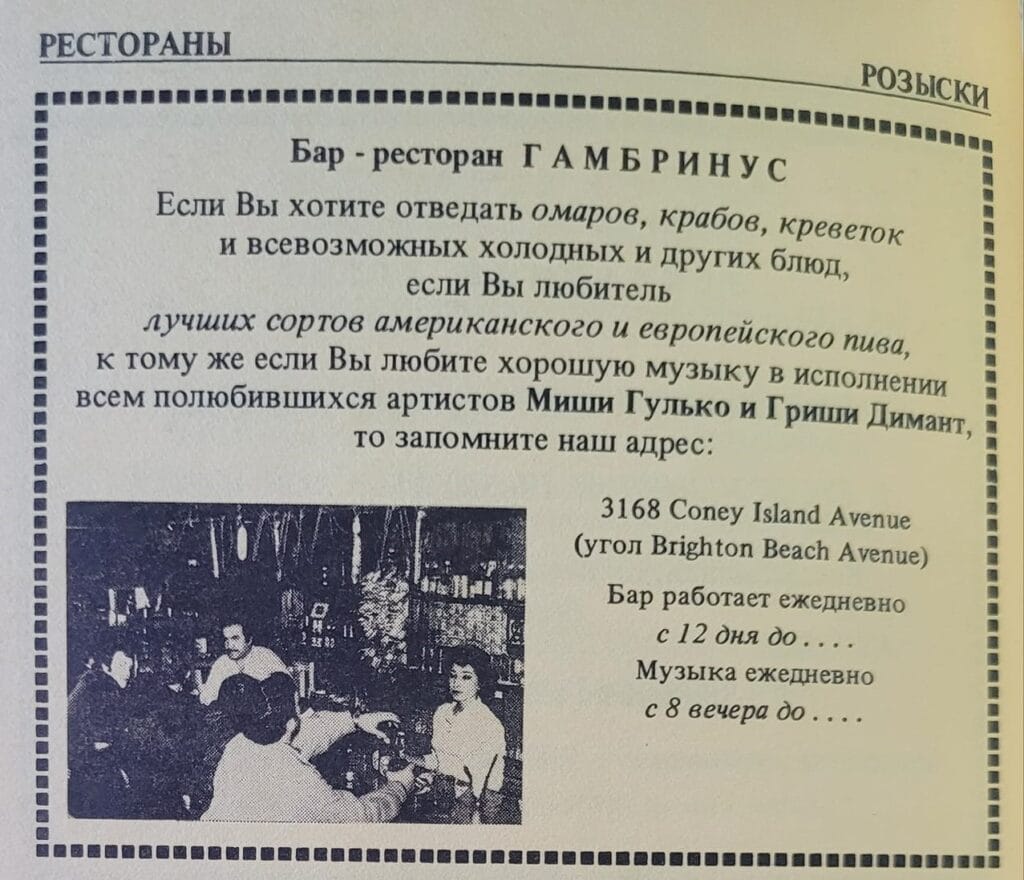 РЕСТОРАНЫ
РОЗЫСКИ
Бар - ресторан Г А М Б Р И Н У С
Если Вы хотите отведать омаров, крабов, креветок
и всевозможных холодных и других блюд,
если Вы любитель
лучших сортов американского и европейского пива,
к тому же если Вы любите хорошую музыку в исполнении
всем полюбившихся артистов Миши Гулько и Гриши Димант,
то запомните наш адрес:
3168 Coney Island Avenue
(угол Brighton Beach Avenue)
Бар работает ежедневно
с 12 дня до . . . .
Музыка ежедневно
с 8 вечера до . . . .